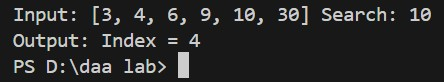 Input: [3, 4, 6, 9, 10, 30] Search: 10
Output: Index = 4
PS D:\daa lab>